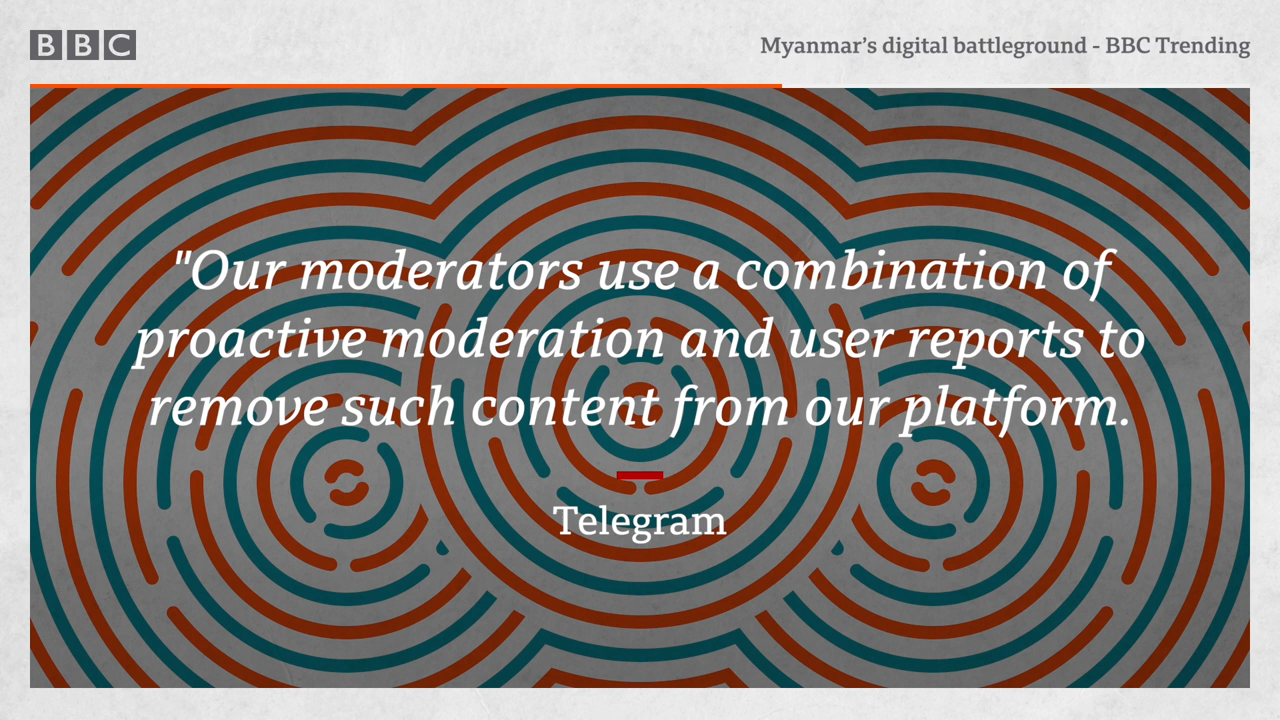 BBC
Myanmar’s digital battleground - BBC Trending
"Our moderators use a combination of
proactive moderation and user reports to
remove such content from our platform.
Telegram